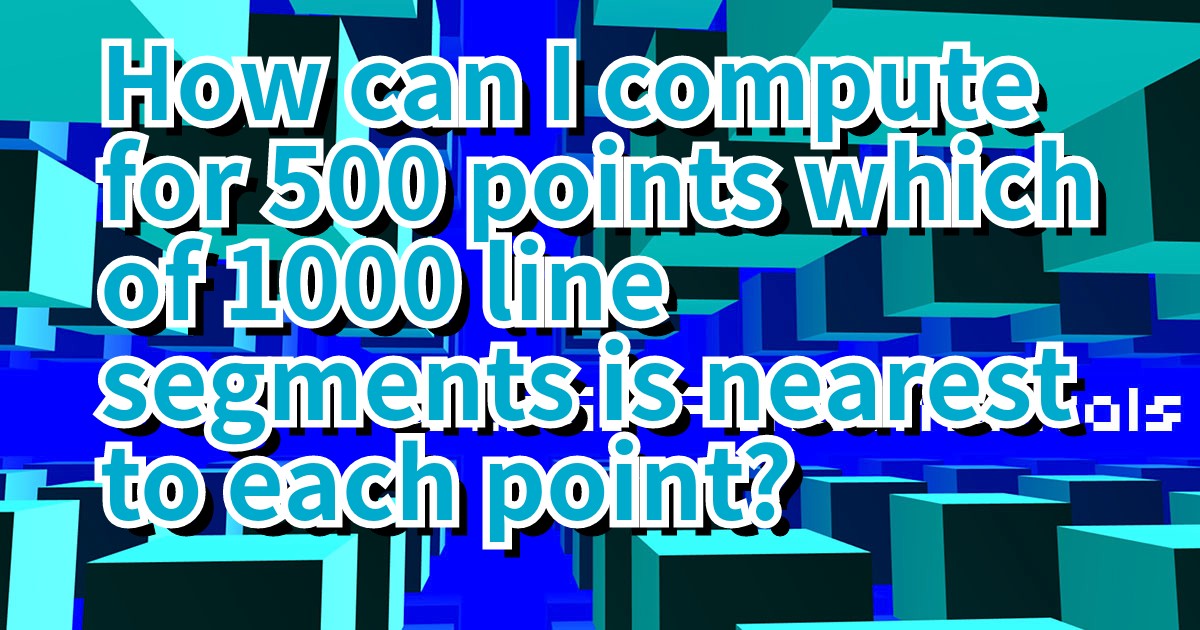 How can I compute
for 500 points which
of 1000 line
segments is nearest
to each point?